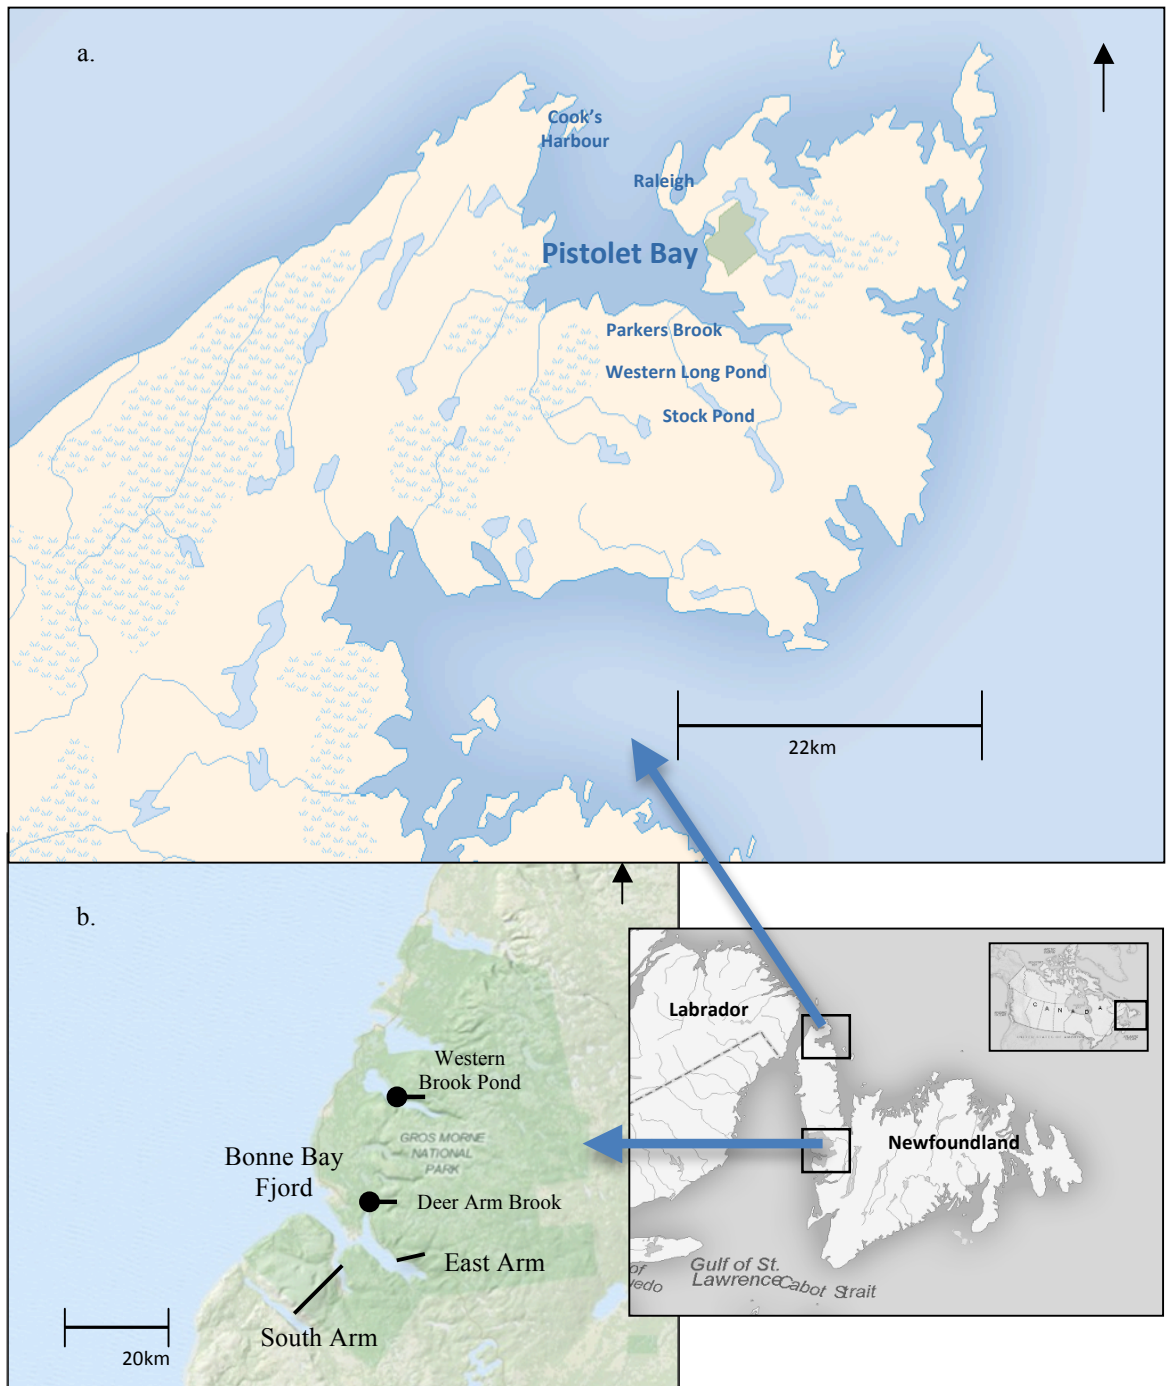 a.
Cook's
Harbour
Raleigh
Pistolet Bay
Parkers Brook
Western Long Pond
Stock Pond
22km
b.
Western
Brook Pond
GROS MORNE
NATIONAL
PARK
Bonne Bay
Fjord
Deer Arm Brook
East Arm
South Arm
20km
Labrador
Newfoundland
Gulf of St.
Lawrence
Cabot Strait
of
C A N A D A